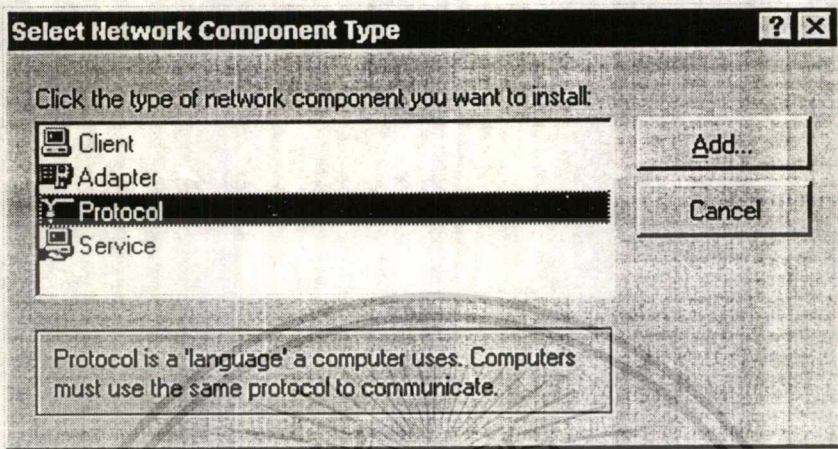 Select Network Component Type
Click the type of network component you want to install:
Client
Adapter
Protocol
Service
Add...
Cancel
Protocol is a 'language' a computer uses. Computers
must use the same protocol to communicate.